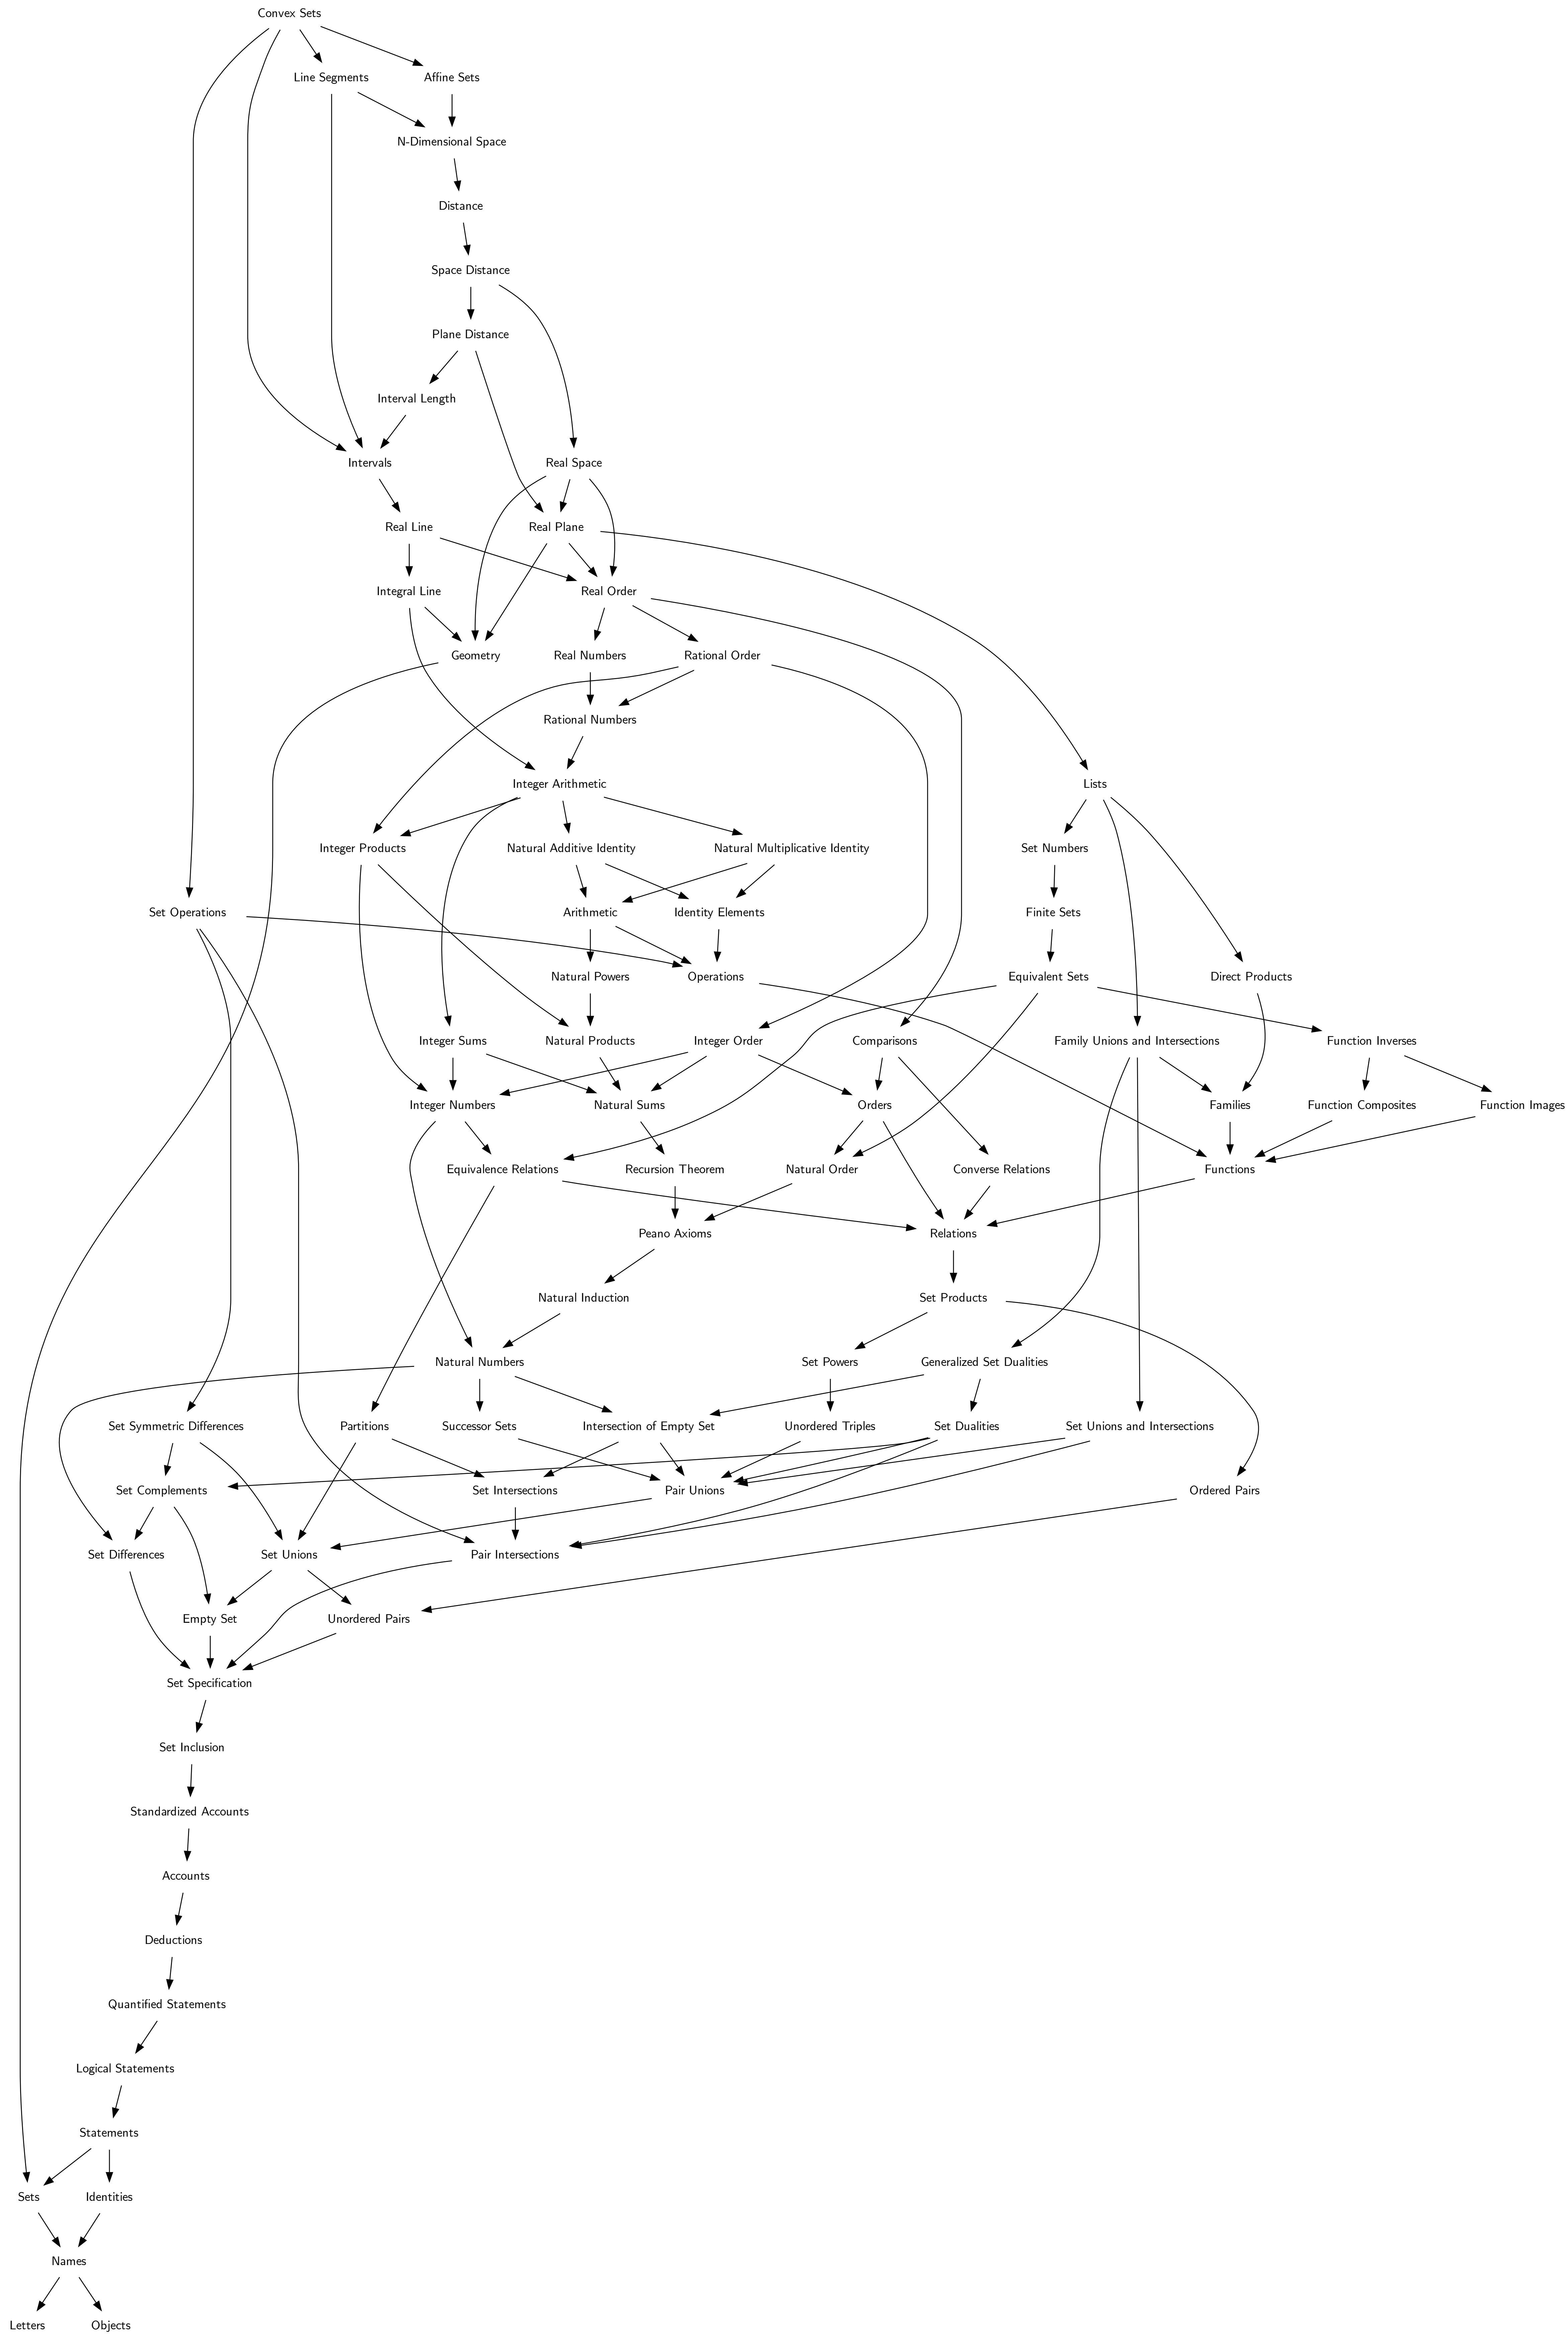 Convex Sets
Line Segments
Affine Sets
N-Dimensional Space
Distance
Space Distance
Plane Distance
Interval Length
Intervals
Real Space
Real Line
Real Plane
Integral Line
Real Order
Geometry
Real Numbers
Rational Order
Rational Numbers
Integer Arithmetic
Lists
Integer Products
Natural Additive Identity
Natural Multiplicative Identity
Set Numbers
Set Operations
Arithmetic
Identity Elements
Finite Sets
Natural Powers
Operations
Equivalent Sets
Direct Products
Integer Sums
Natural Products
Integer Order
Comparisons
Family Unions and Intersections
Function Inverses
Integer Numbers
Natural Sums
Orders
Families
Function Composites
Function Images
Equivalence Relations
Recursion Theorem
Natural Order
Converse Relations
Functions
Peano Axioms
Relations
Natural Induction
Set Products
Natural Numbers
Set Powers
Generalized Set Dualities
Set Symmetric Differences
Partitions
Successor Sets
Intersection of Empty Set
Unordered Triples
Set Dualities
Set Unions and Intersections
Set Complements
Set Intersections
Pair Unions
Ordered Pairs
Set Differences
Set Unions
Pair Intersections
Empty Set
Unordered Pairs
Set Specification
Set Inclusion
Standardized Accounts
Accounts
Deductions
Quantified Statements
Logical Statements
Statements
Sets
Identities
Names
Letters
Objects